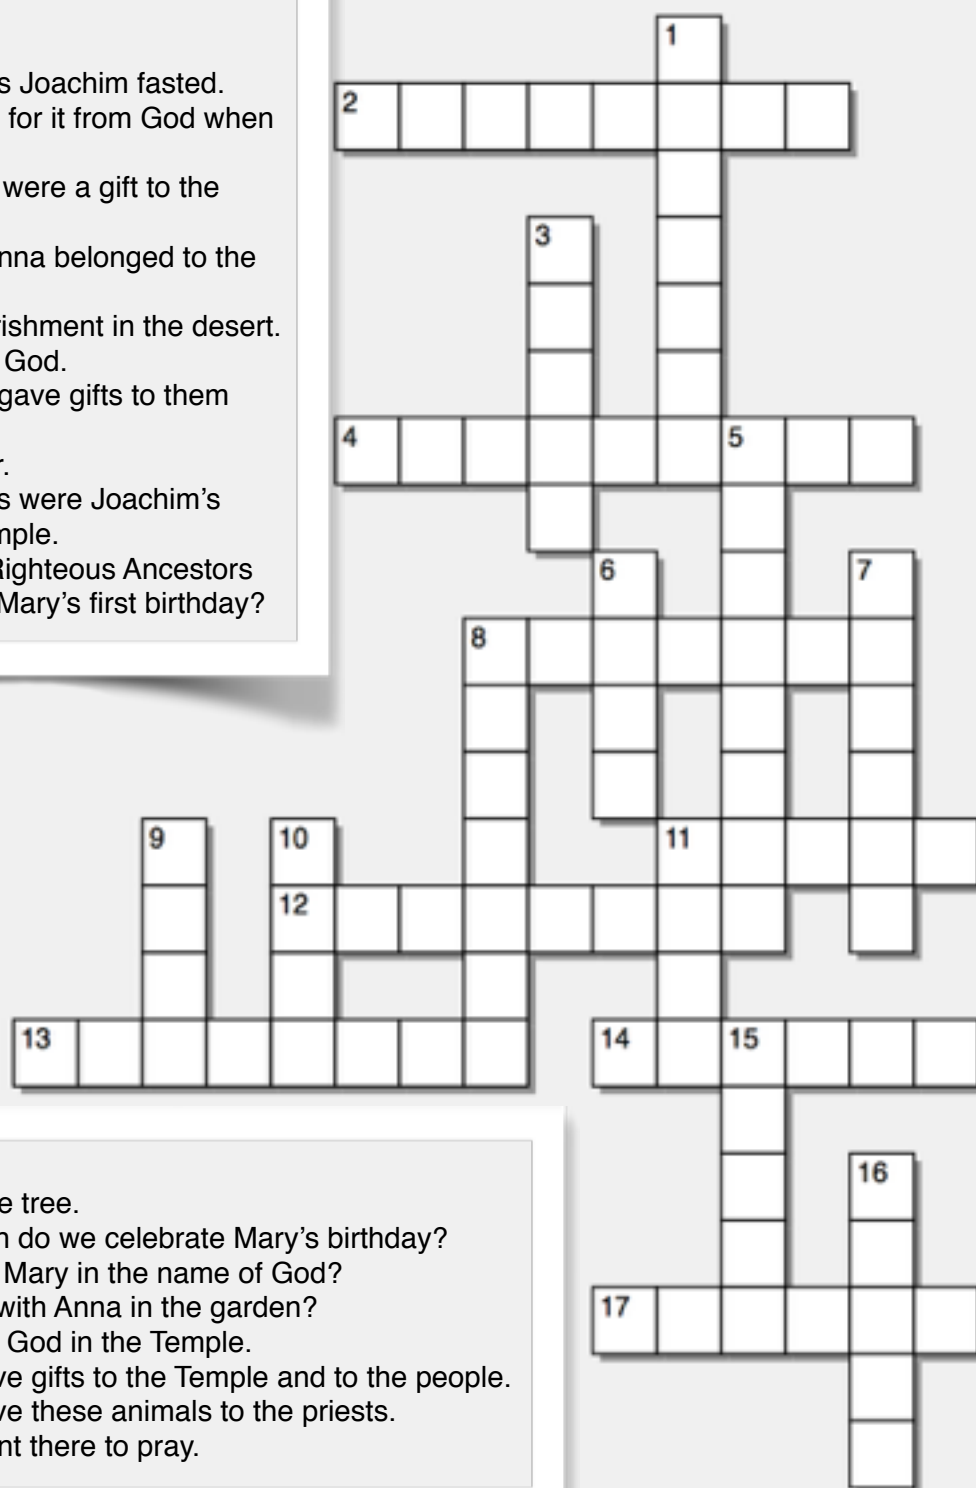 s Joachim fasted.
for it from God when
were a gift to the
nna belonged to the
rishment in the desert.
God.
gave gifts to them
r.
s were Joachim’s
mple.
Righteous Ancestors
Mary’s first birthday?
1
2
3
4 5
6 7
8
9 10 11
12
13 14 15
16
17
e tree.
n do we celebrate Mary’s birthday?
Mary in the name of God?
with Anna in the garden?
God in the Temple.
ve gifts to the Temple and to the people.
ve these animals to the priests.
nt there to pray.